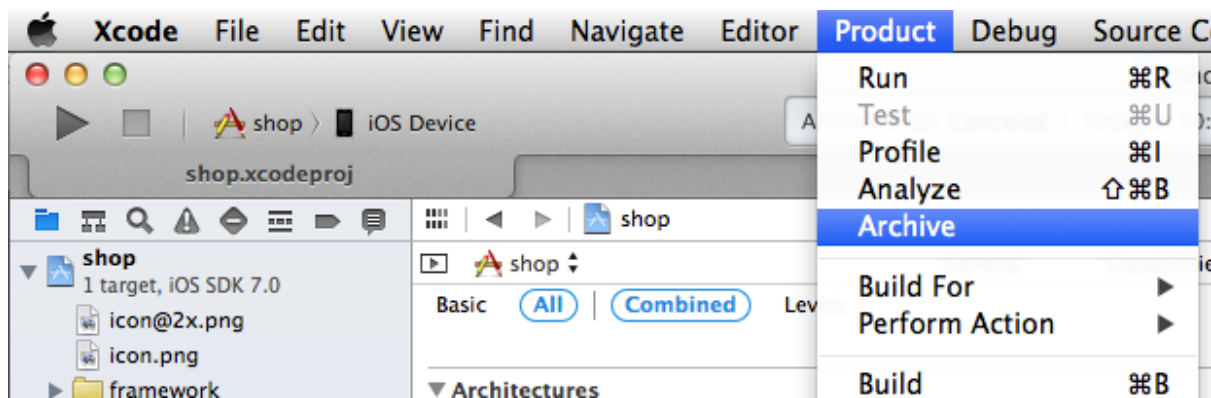 Xcode File Edit View Find Navigate Editor Product Debug Source
Run ⌘R
shop 〉 iOS Device
Test ⌘U
Profile ⌘I
shop.xcodeproj
Analyze ⇧⌘B
shop
Archive
shop
1 target, iOS SDK 7.0
shop
Build For
icon@2x.png
Basic All Combined
Perform Action
icon.png
framework
Architectures
Build ⌘B